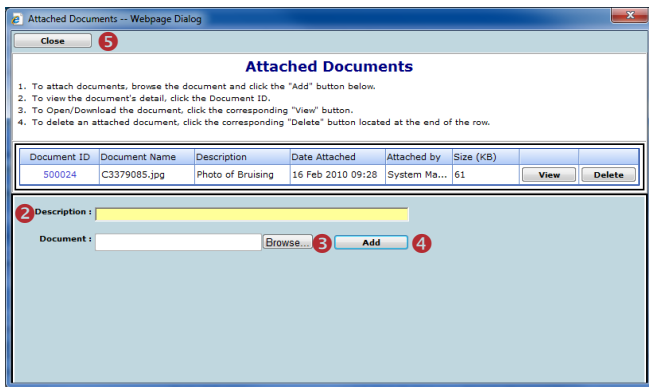 Attached Documents -- Webpage Dialog
x
Close 5
Attached Documents
1. To attach documents, browse the document and click the "Add" button below.
2. To view the document's detail, click the Document ID.
3. To Open/Download the document, click the corresponding "View" button.
4. To delete an attached document, click the corresponding "Delete" button located at the end of the row.
Document ID Document Name Description Date Attached Attached by Size (KB)
500024 C3379085.jpg Photo of Bruising 16 Feb 2010 09:28 System Ma... 61 View Delete
2 Description :
Document : Browse... 3 Add 4